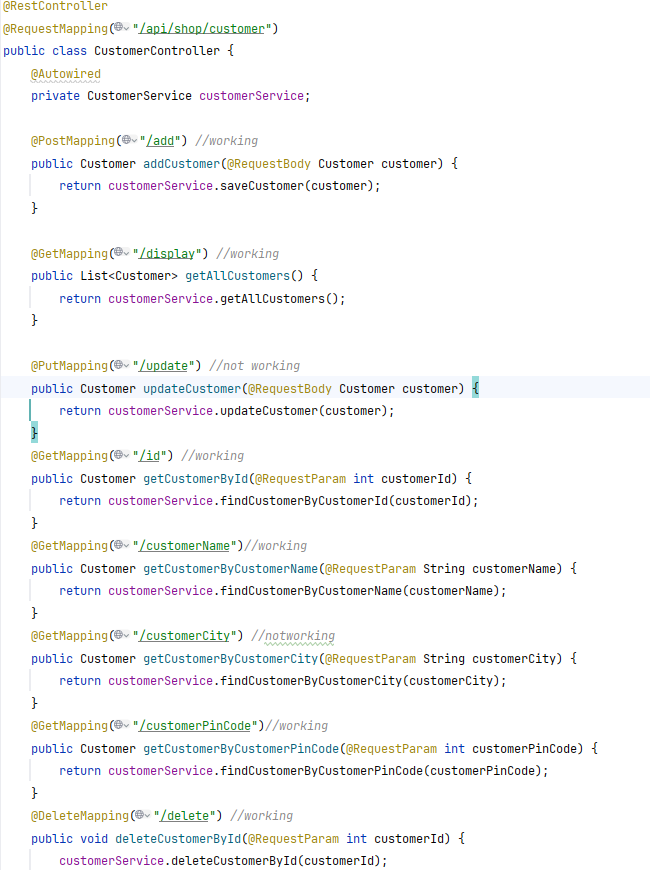 @RestController
@RequestMapping("/api/shop/customer")
public class CustomerController {
@Autowired
private CustomerService customerService;
@PostMapping("/add") //working
public Customer addCustomer(@RequestBody Customer customer) {
return customerService.saveCustomer(customer);
}
@GetMapping("/display") //working
public List<Customer> getAllCustomers() {
return customerService.getAllCustomers();
}
@PutMapping("/update") //not working
public Customer updateCustomer(@RequestBody Customer customer) {
return customerService.updateCustomer(customer);
}
@GetMapping("/id") //working
public Customer getCustomerById(@RequestParam int customerId) {
return customerService.findCustomerByCustomerId(customerId);
}
@GetMapping("/customerName")//working
public Customer getCustomerByCustomerName(@RequestParam String customerName) {
return customerService.findCustomerByCustomerName(customerName);
}
@GetMapping("/customerCity") //notworking
public Customer getCustomerByCustomerCity(@RequestParam String customerCity) {
return customerService.findCustomerByCustomerCity(customerCity);
}
@GetMapping("/customerPinCode")//working
public Customer getCustomerByCustomerPinCode(@RequestParam int customerPinCode) {
return customerService.findCustomerByCustomerPinCode(customerPinCode);
}
@DeleteMapping("/delete") //working
public void deleteCustomerById(@RequestParam int customerId) {
customerService.deleteCustomerById(customerId);